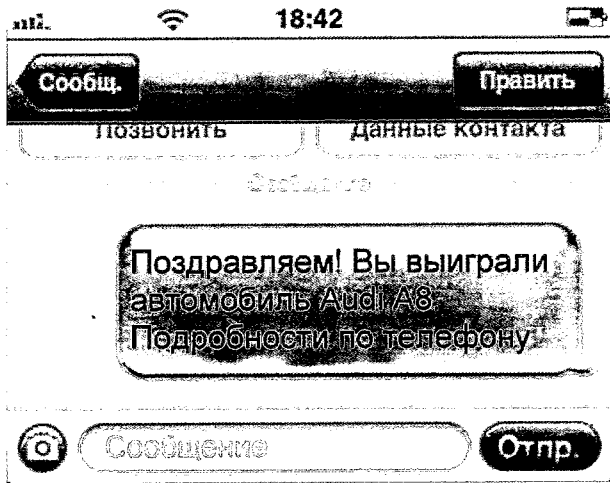 18:42
Сообщ.
Править
Позвонить
Данные контакта
Поздравляем! Вы выиграли
автомобиль Audi A8
Подробности по телефону
Сообщение
Отпр.